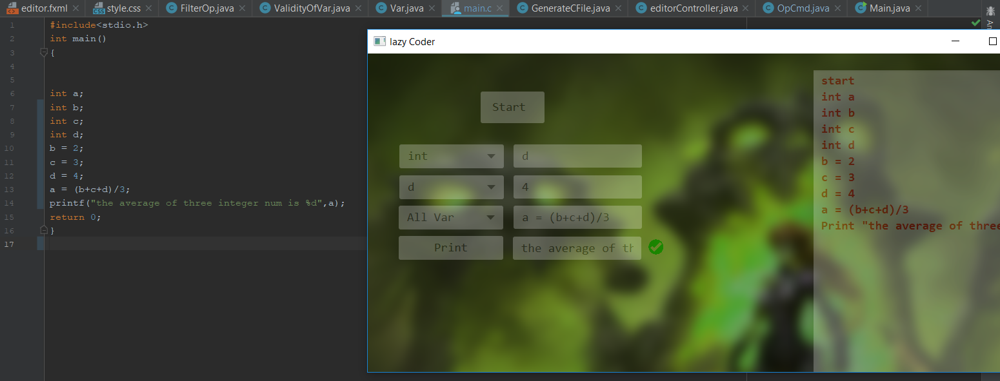 editor.fxml style.css FilterOp.java ValidityOfVar.java Var.java main.c GenerateCFile.java editorController.java OpCmd.java Main.java
An
1 #include<stdio.h>
2 int main()
3 {
4
5
6 int a;
7 int b;
8 int c;
9 int d;
10 b = 2;
11 c = 3;
12 d = 4;
13 a = (b+c+d)/3;
14 printf("the average of three integer num is %d",a);
15 return 0;
16 }
17
lazy Coder
Start
int d
d 4
All Var a = (b+c+d)/3
Print the average of th
start
int a
int b
int c
int d
b = 2
c = 3
d = 4
a = (b+c+d)/3
Print "the average of three